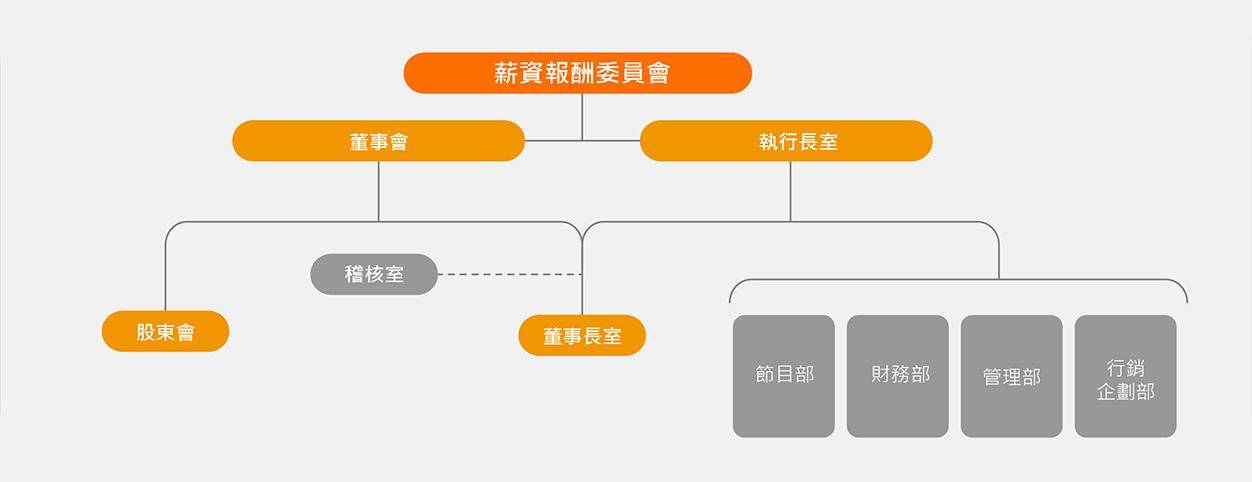 薪資報酬委員會
董事會
執行長室
稽核室
股東會
董事長室
節目部
財務部
管理部
行銷
企劃部